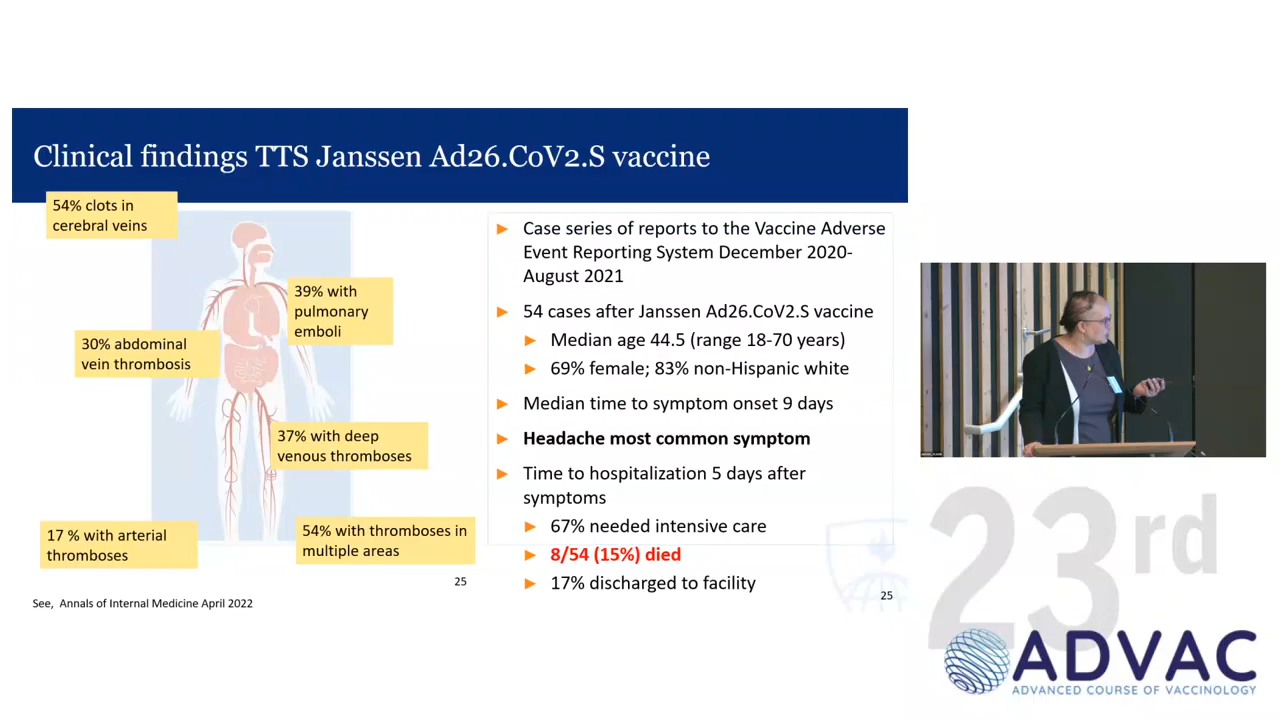 Clinical findings TTS Janssen Ad26.CoV2.S vaccine
54% clots in
cerebral veins
39% with
pulmonary
emboli
30% abdominal
vein thrombosis
37% with deep
venous thromboses
17 % with arterial
thromboses
54% with thromboses in
multiple areas
25
See, Annals of Internal Medicine April 2022
► Case series of reports to the Vaccine Adverse
Event Reporting System December 2020-
August 2021
► 54 cases after Janssen Ad26.CoV2.S vaccine
► Median age 44.5 (range 18-70 years)
► 69% female; 83% non-Hispanic white
► Median time to symptom onset 9 days
► Headache most common symptom
► Time to hospitalization 5 days after
symptoms
► 67% needed intensive care
► 8/54 (15%) died
► 17% discharged to facility
25
23rd
ADVAC
ADVANCED COURSE OF VACCINOLOGY